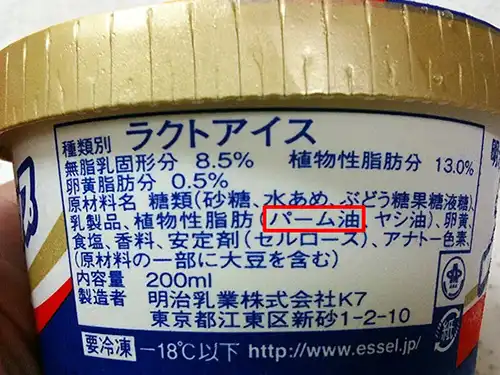 種類別 ラクトアイス
無脂乳固形分 8.5% 植物性脂肪分 13.0%
卵黄脂肪分 0.5%
原材料名 糖類(砂糖、水あめ、ぶどう糖果糖液糖)、
乳製品、植物性脂肪(パーム油、ヤシ油)、卵黄、
食塩、香料、安定剤(セルロース)、アナトー色素、
(原材料の一部に大豆を含む)
内容量 200ml
製造者 明治乳業株式会社K7
東京都江東区新砂1-2-10
要冷凍 −18℃以下 http://www.essel.jp/
紙